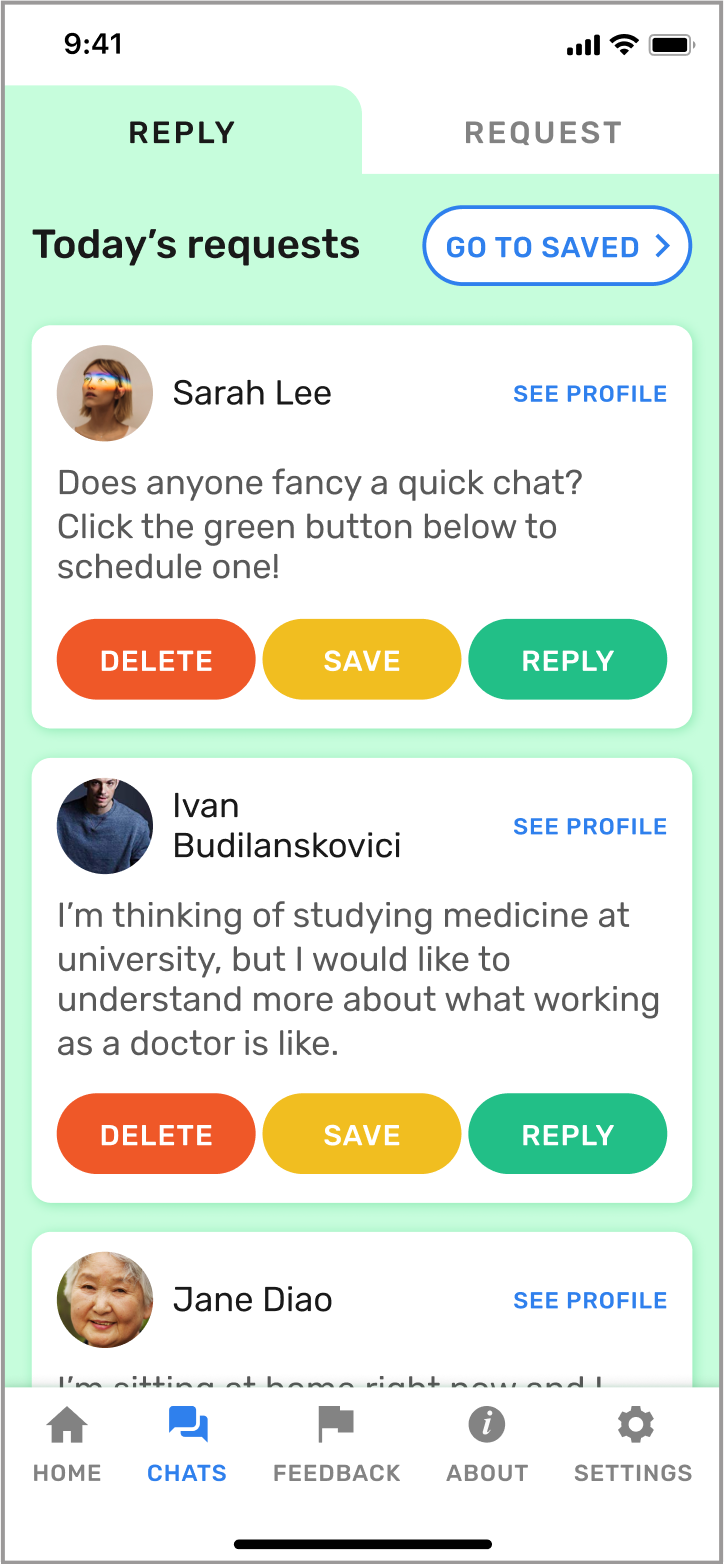 9:41
REPLY
REQUEST
Today’s requests
GO TO SAVED
Sarah Lee
SEE PROFILE
Does anyone fancy a quick chat?
Click the green button below to
schedule one!
DELETE
SAVE
REPLY
Ivan
Budilanskovici
SEE PROFILE
I’m thinking of studying medicine at
university, but I would like to
understand more about what working
as a doctor is like.
DELETE
SAVE
REPLY
Jane Diao
SEE PROFILE
I’m sitting at home right now and I
HOME
CHATS
FEEDBACK
ABOUT
SETTINGS